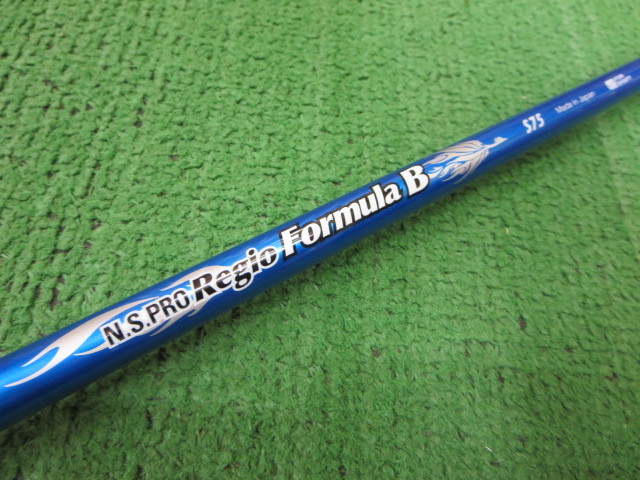 N.S.PRO Regio Formula B
S75
Made in Japan